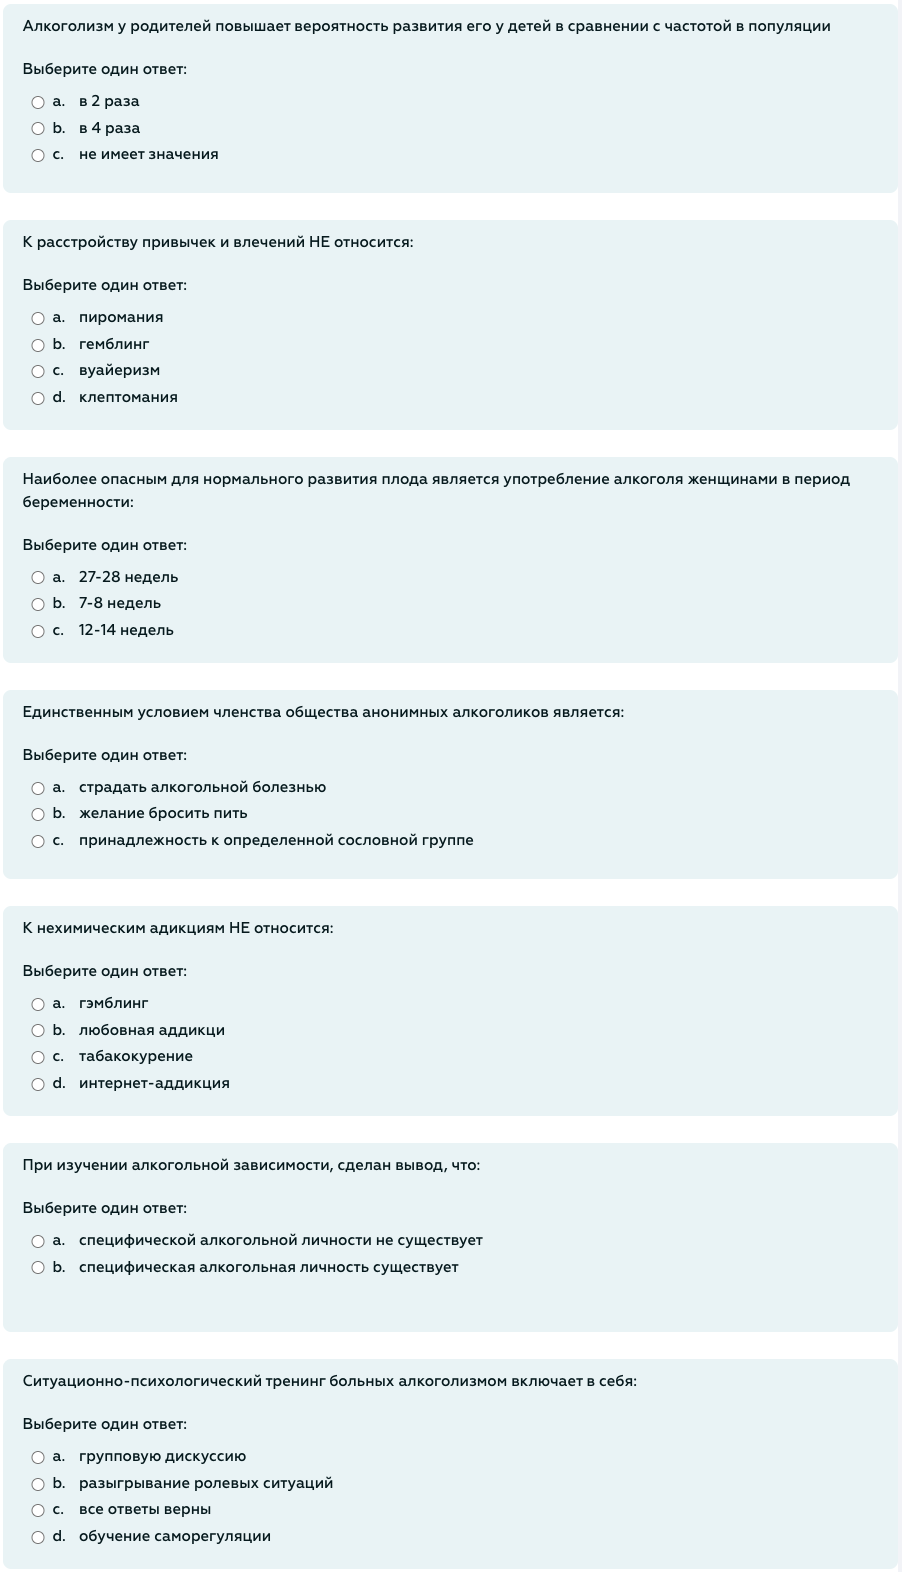 Алкоголизм у родителей повышает вероятность развития его у детей в сравнении с частотой в популяции
Выберите один ответ:
a. в 2 раза
b. в 4 раза
c. не имеет значения
К расстройству привычек и влечений НЕ относится:
Выберите один ответ:
a. пиромания
b. гемблинг
c. вуайеризм
d. клептомания
Наиболее опасным для нормального развития плода является употребление алкоголя женщинами в период
беременности:
Выберите один ответ:
a. 27-28 недель
b. 7-8 недель
c. 12-14 недель
Единственным условием членства общества анонимных алкоголиков является:
Выберите один ответ:
a. страдать алкогольной болезнью
b. желание бросить пить
c. принадлежность к определенной сословной группе
К нехимическим адикциям НЕ относится:
Выберите один ответ:
a. гэмблинг
b. любовная аддикци
c. табакокурение
d. интернет-аддикция
При изучении алкогольной зависимости, сделан вывод, что:
Выберите один ответ:
a. специфической алкогольной личности не существует
b. специфическая алкогольная личность существует
Ситуационно-психологический тренинг больных алкоголизмом включает в себя:
Выберите один ответ:
a. групповую дискуссию
b. разыгрывание ролевых ситуаций
c. все ответы верны
d. обучение саморегуляции